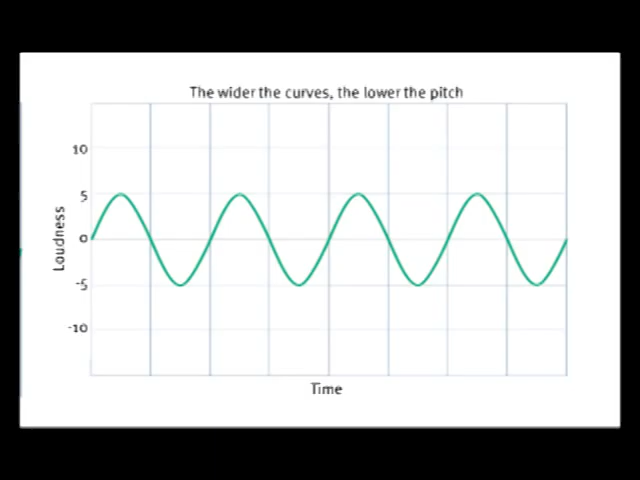 The wider the curves, the lower the pitch
10
5
0
-5
-10
Loudness
Time